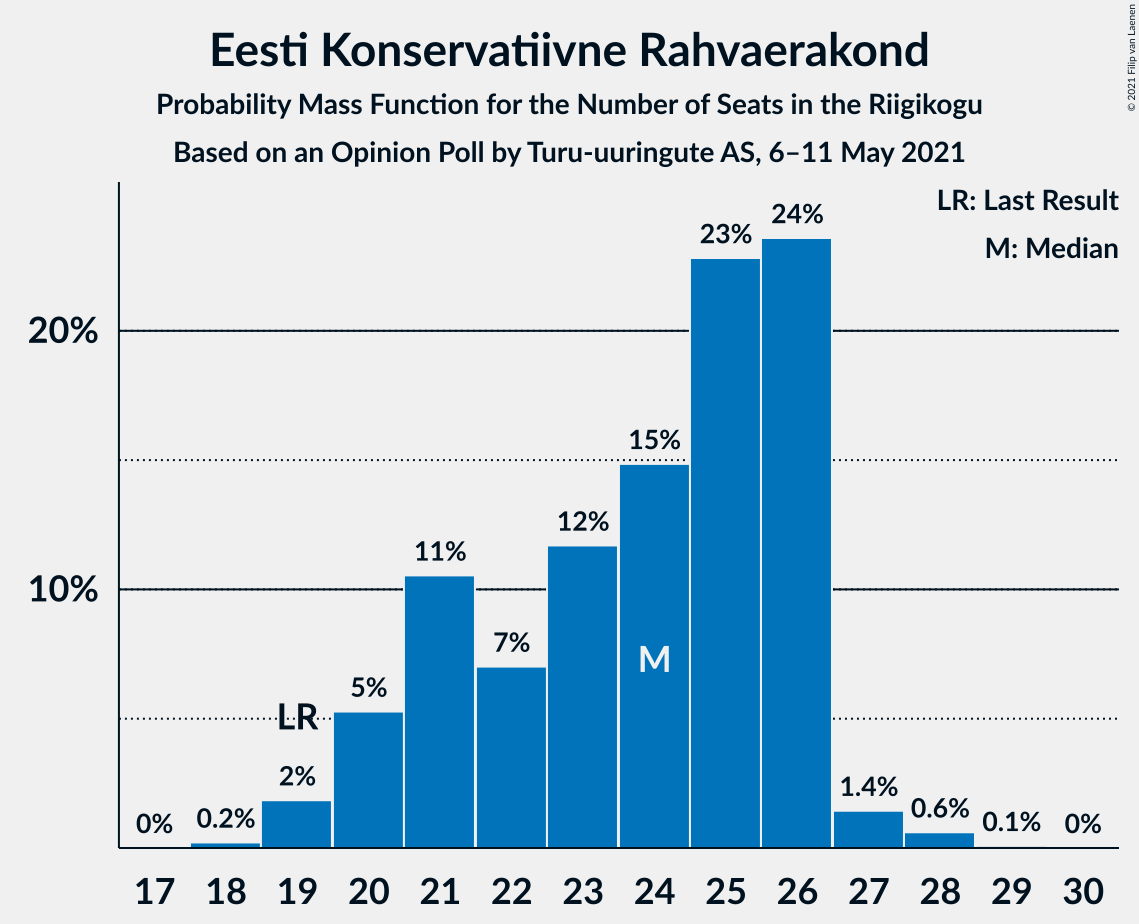 Eesti Konservatiivne Rahvaerakond
Probability Mass Function for the Number of Seats in the Riigikogu
Based on an Opinion Poll by Turu-uuringute AS, 6–11 May 2021
© 2021 Filip van Laenen
LR: Last Result
M: Median
20%
10%
0%
0.2%
2%
5%
11%
7%
12%
15%
23%
24%
1.4%
0.6%
0.1%
0%
LR
M
17 18 19 20 21 22 23 24 25 26 27 28 29 30